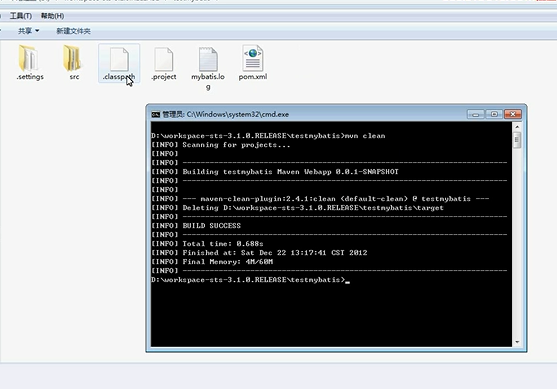 工具(T) 帮助(H)
共享 新建文件夹
.settings src .classpath .project mybatis.lo pom.xml
g
管理员: C:\Windows\system32\cmd.exe
D:\workspace-sts-3.1.0.RELEASE\testmybatis>mvn clean
[INFO] Scanning for projects...
[INFO]
[INFO] ------------------------------------------------------------------------
[INFO] Building testmybatis Maven Webapp 0.0.1-SNAPSHOT
[INFO] ------------------------------------------------------------------------
[INFO]
[INFO] --- maven-clean-plugin:2.4.1:clean (default-clean) @ testmybatis ---
[INFO] Deleting D:\workspace-sts-3.1.0.RELEASE\testmybatis\target
[INFO] ------------------------------------------------------------------------
[INFO] BUILD SUCCESS
[INFO] ------------------------------------------------------------------------
[INFO] Total time: 0.688s
[INFO] Finished at: Sat Dec 22 13:17:41 CST 2012
[INFO] Final Memory: 4M/60M
[INFO] ------------------------------------------------------------------------
D:\workspace-sts-3.1.0.RELEASE\testmybatis>_